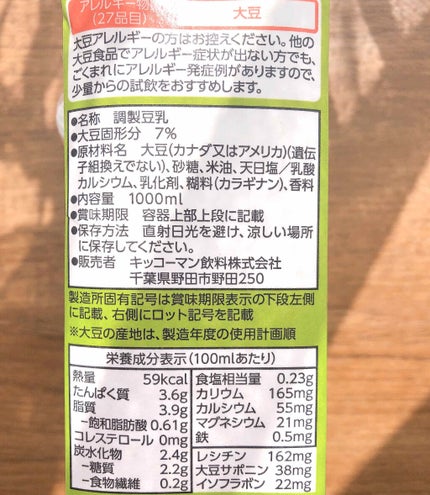 アレルギー物
(27品目)
大豆
大豆アレルギーの方はお控えください。他の
大豆食品でアレルギー症状が出ない方でも、
ごくまれにアレルギー発症例がありますので、
少量からの試飲をおすすめします。
●名称 調製豆乳
●大豆固形分 7%
●原材料名 大豆(カナダ又はアメリカ)(遺伝
子組換えでない)、砂糖、米油、天日塩/乳酸
カルシウム、乳化剤、糊料(カラギナン)、香料
●内容量 1000ml
●賞味期限 容器上部上段に記載
●保存方法 直射日光を避け、涼しい場所
に保存してください。
●販売者 キッコーマン飲料株式会社
千葉県野田市野田250
製造所固有記号は賞味期限表示の下段左側
に記載、右側にロット記号を記載
※大豆の産地は、製造年度の使用計画順
栄養成分表示(100mlあたり)
熱量 59kcal
たんぱく質 3.6g
脂質 3.9g
-飽和脂肪酸 0.61g
コレステロール 0mg
炭水化物 2.4g
-糖質 2.2g
-食物繊維 0.2g
食塩相当量 0.23g
カリウム 165mg
カルシウム 55mg
マグネシウム 21mg
鉄 0.5mg
レシチン 162mg
大豆サポニン 38mg
イソフラボン 22mg